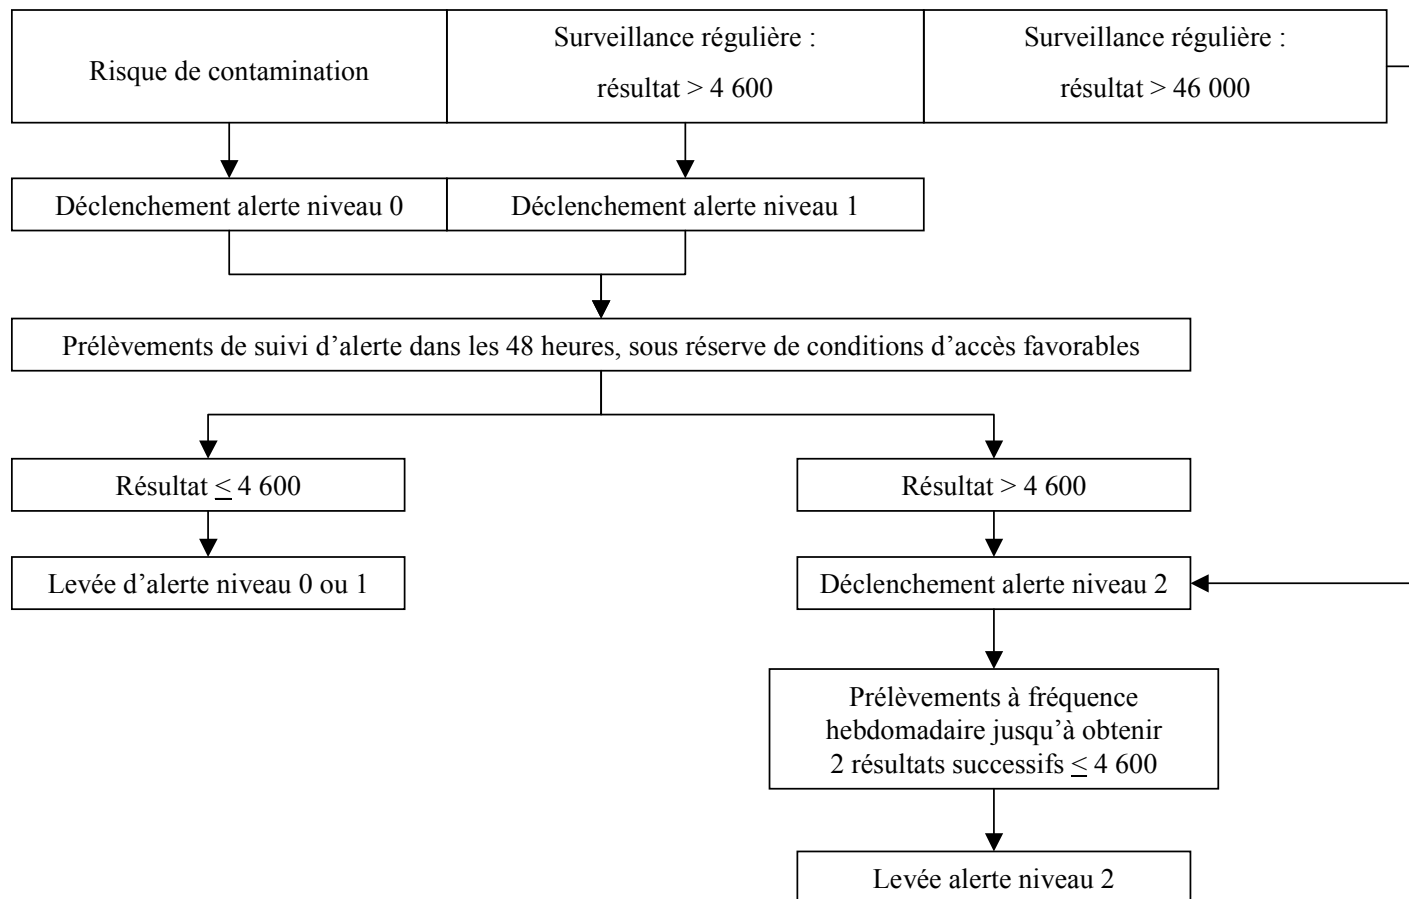 Risque de contamination
Surveillance régulière :
résultat > 4 600
Surveillance régulière :
résultat > 46 000
Déclenchement alerte niveau 0
Déclenchement alerte niveau 1
Prélèvements de suivi d’alerte dans les 48 heures, sous réserve de conditions d’accès favorables
Résultat ≤ 4 600
Résultat > 4 600
Levée d’alerte niveau 0 ou 1
Déclenchement alerte niveau 2
Prélèvements à fréquence
hebdomadaire jusqu’à obtenir
2 résultats successifs ≤ 4 600
Levée alerte niveau 2